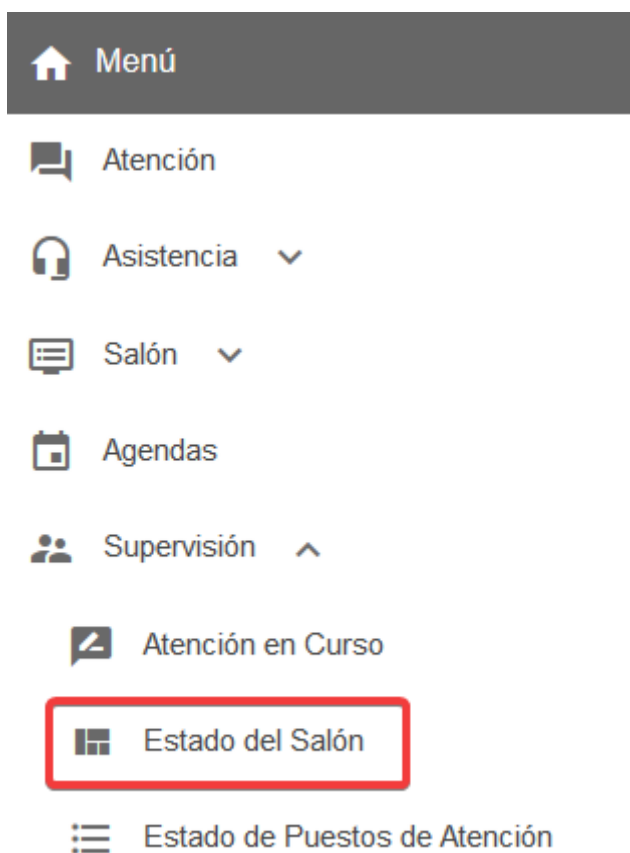 Menú
Atención
Asistencia
Salón
Agendas
Supervisión
Atención en Curso
Estado del Salón
Estado de Puestos de Atención